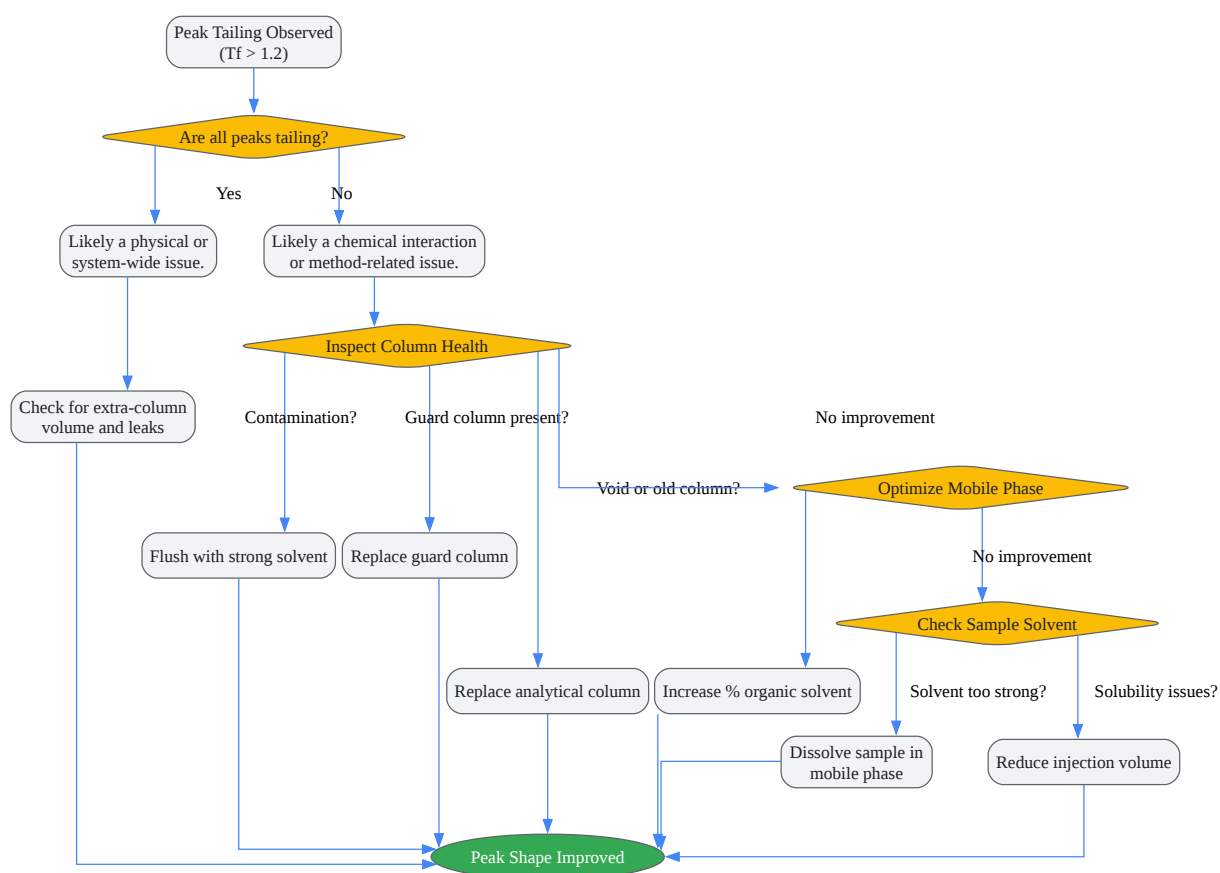 Peak Tailing Observed
(Tf > 1.2)
Are all peaks tailing?
Yes
No
Likely a physical or
system-wide issue.
Likely a chemical interaction
or method-related issue.
Inspect Column Health
Check for extra-column
volume and leaks
Contamination?
Guard column present?
No improvement
Void or old column?
Optimize Mobile Phase
Flush with strong solvent
Replace guard column
No improvement
Check Sample Solvent
Replace analytical column
Increase % organic solvent
Solvent too strong?
Solubility issues?
Dissolve sample in
mobile phase
Reduce injection volume
Peak Shape Improved